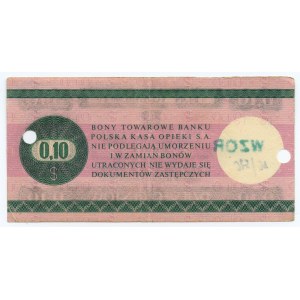 BONY TOWAROWE BANKU
POLSKA KASA OPIEKI S.A.
NIE PODLEGAJĄ UMORZENIU
I W ZAMIAN BONÓW
UTRACONYCH NIE WYDAJE SIĘ
DOKUMENTÓW ZASTĘPCZYCH
0,10
$
WZOR